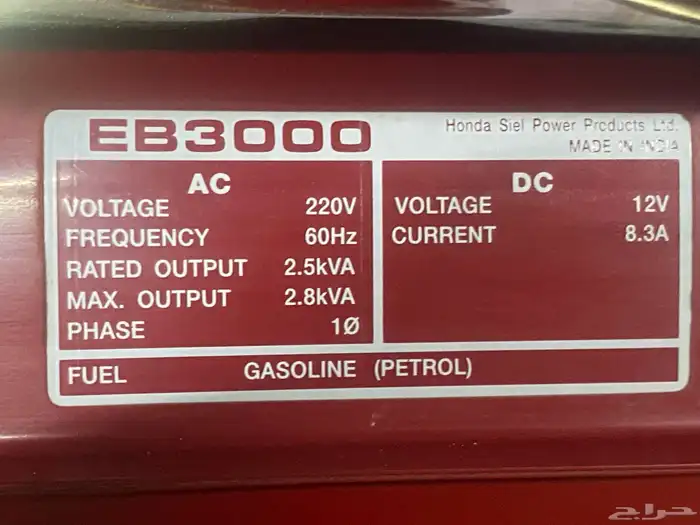 EB3000
Honda Siel Power Products Ltd.
MADE IN INDIA
AC
VOLTAGE 220V
FREQUENCY 60Hz
RATED OUTPUT 2.5kVA
MAX. OUTPUT 2.8kVA
PHASE 1Ø
DC
VOLTAGE 12V
CURRENT 8.3A
FUEL GASOLINE (PETROL)
حراج